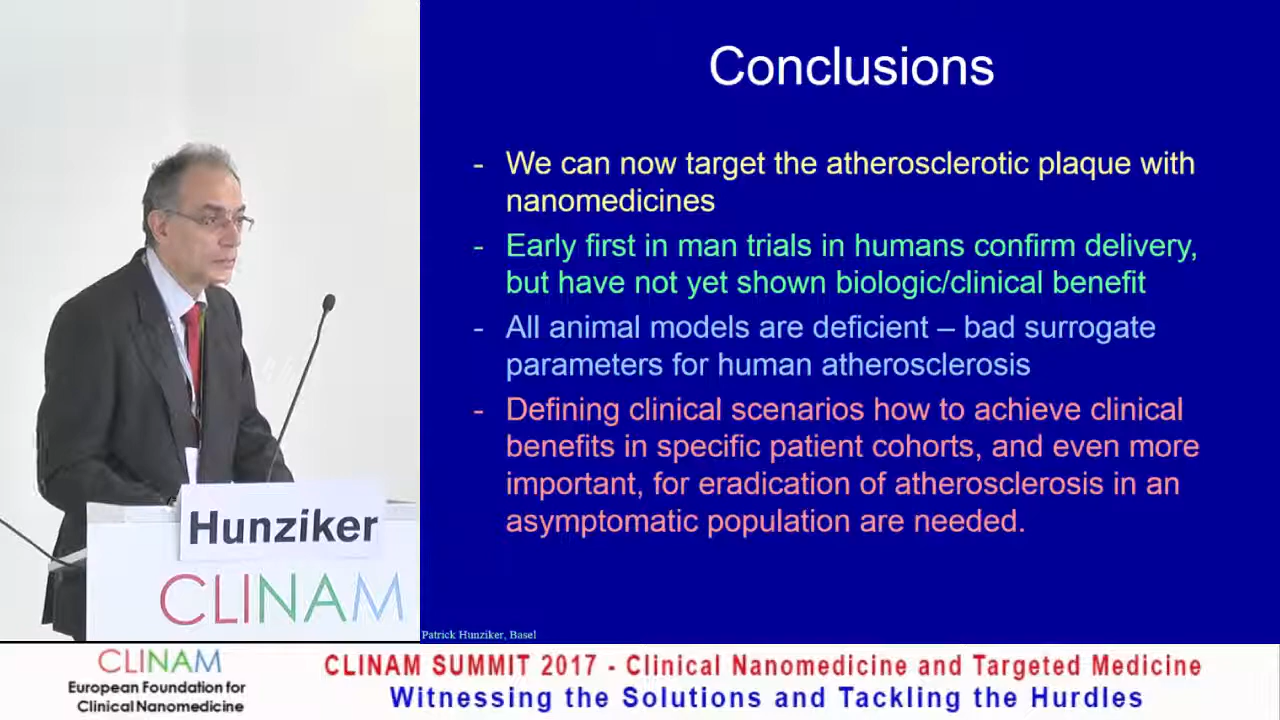 Conclusions
- We can now target the atherosclerotic plaque with
nanomedicines
- Early first in man trials in humans confirm delivery,
but have not yet shown biologic/clinical benefit
- All animal models are deficient – bad surrogate
parameters for human atherosclerosis
- Defining clinical scenarios how to achieve clinical
benefits in specific patient cohorts, and even more
important, for eradication of atherosclerosis in an
asymptomatic population are needed.
Hunziker
CLINAM
Patrick Hunziker, Basel
CLINAM
European Foundation for
Clinical Nanomedicine
CLINAM SUMMIT 2017 - Clinical Nanomedicine and Targeted Medicine
Witnessing the Solutions and Tackling the Hurdles